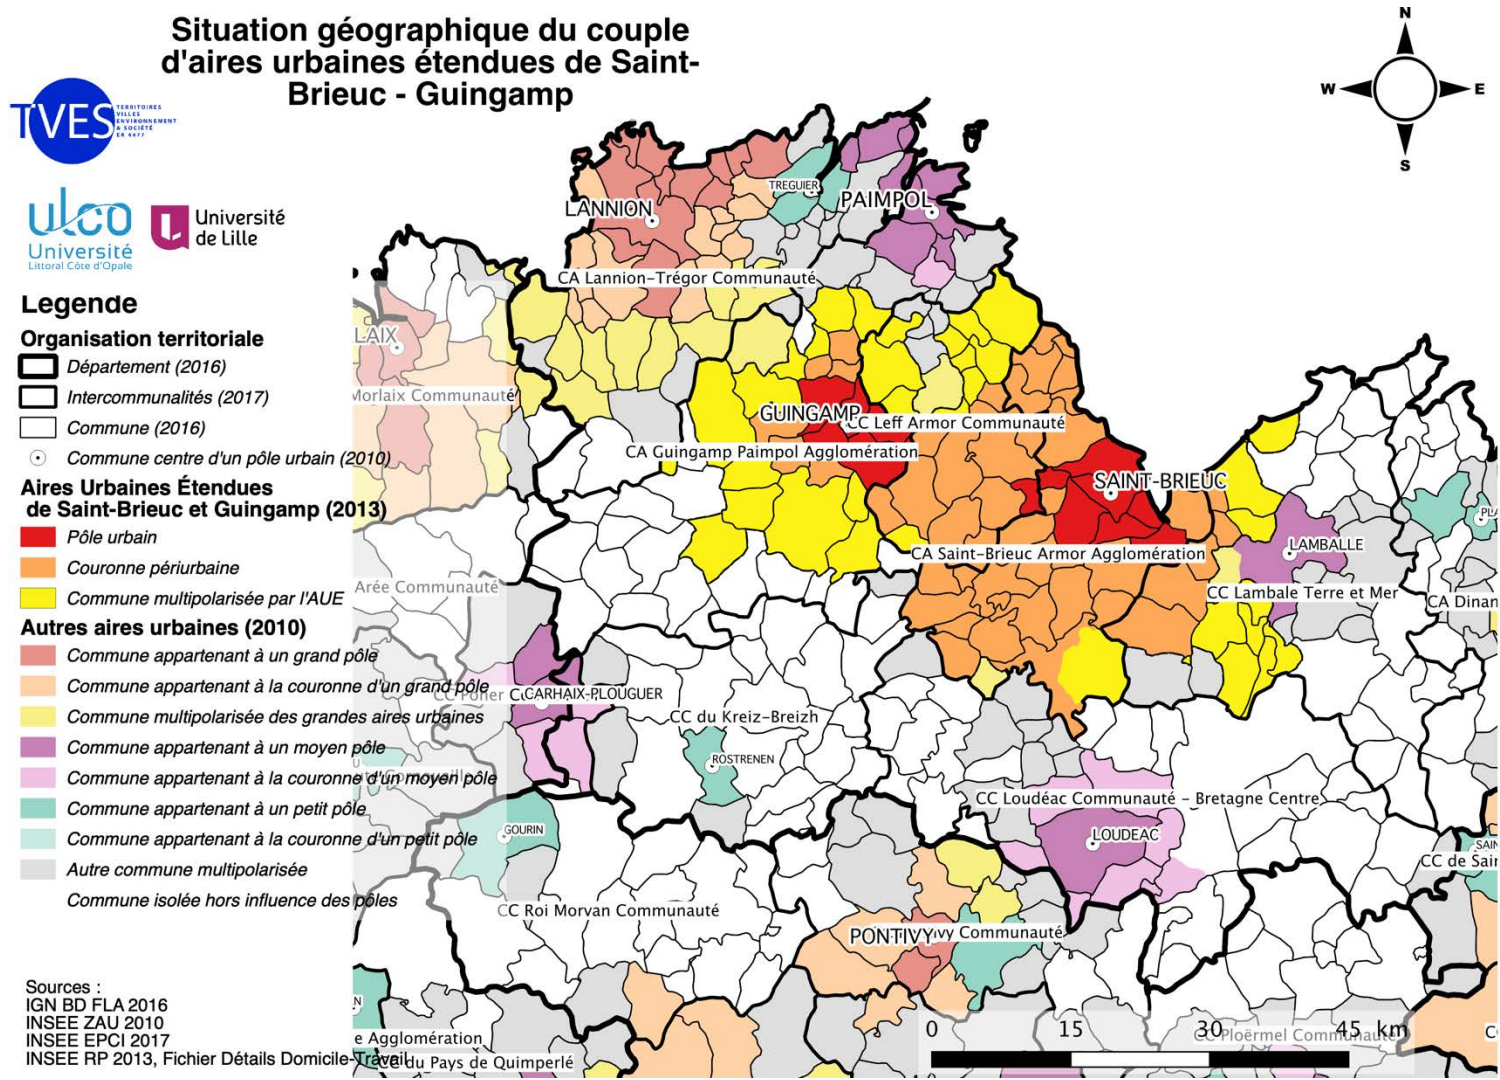 Situation géographique du couple
d'aires urbaines étendues de Saint-
Brieuc - Guingamp
TVES
TERRITOIRES
VILLES
ENVIRONNEMENT
& SOCIÉTÉ
EA 4477
ulco
Université
Littoral Côte d'Opale
Université
de Lille
N
W
E
S
Legende
Organisation territoriale
Département (2016)
Intercommunalités (2017)
Commune (2016)
Commune centre d'un pôle urbain (2010)
Aires Urbaines Étendues
de Saint-Brieuc et Guingamp (2013)
Pôle urbain
Couronne périurbaine
Commune multipolarisée par l'AUE
Autres aires urbaines (2010)
Commune appartenant à un grand pôle
Commune appartenant à la couronne d'un grand pôle
Commune multipolarisée des grandes aires urbaines
Commune appartenant à un moyen pôle
Commune appartenant à la couronne d'un moyen pôle
Commune appartenant à un petit pôle
Commune appartenant à la couronne d'un petit pôle
Autre commune multipolarisée
Commune isolée hors influence des pôles
Sources :
IGN BD FLA 2016
INSEE ZAU 2010
INSEE EPCI 2017
INSEE RP 2013, Fichier Détails Domicile-Travail
TREGUIER
LANNION
PAIMPOL
CA Lannion-Trégor Communauté
LAIX
Morlaix Communauté
GUINGAMP
CC Leff Armor Communauté
CA Guingamp Paimpol Agglomération
SAINT-BRIEUC
PLA
LAMBALLE
CA Saint-Brieuc Armor Agglomération
Arée Communauté
CC Lambale Terre et Mer
CA Dinan
CC Poher
CARHAIX-PLOUGUER
CC du Kreiz-Breizh
ROSTRENEN
CC Loudéac Communauté - Bretagne Centre
GOURIN
LOUDEAC
SAIN
CC de Sain
CC Roi Morvan Communauté
PONTIVY
vy Communauté
e Agglomération
CC du Pays de Quimperlé
0 15 30 45 km
CC Ploërmel Communauté